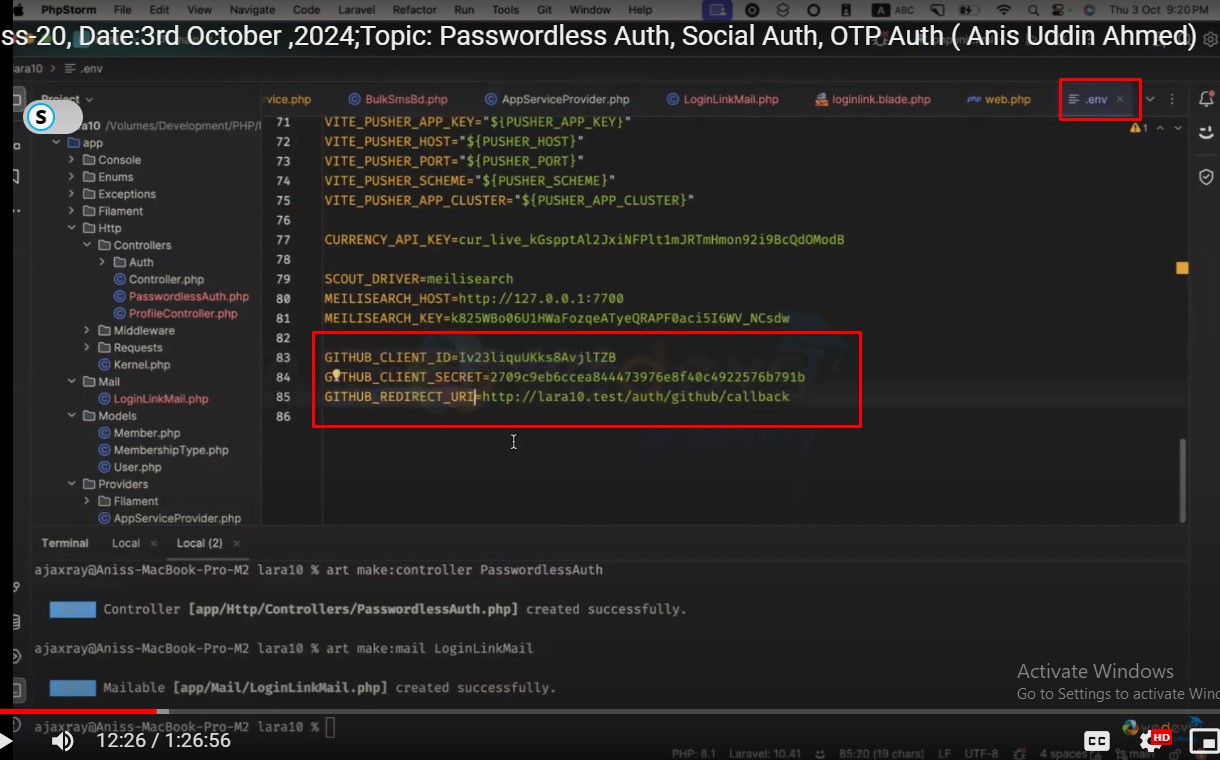 PhpStorm File Edit View Navigate Code Laravel Refactor Run Tools Git Window Help A ABC Thu 3 Oct 9:20 PM
ss-20, Date:3rd October ,2024;Topic: Passwordless Auth, Social Auth, OTP Auth ( Anis Uddin Ahmed)
ara10 > .env
Project
S
vice.php BulkSmsBd.php AppServiceProvider.php LoginLinkMail.php loginlink.blade.php php web.php .env
a10 /Volumes/Development/PHP/l
app
Console
Enums
Exceptions
Filament
Http
Controllers
Auth
Controller.php
PasswordlessAuth.php
ProfileController.php
Middleware
Requests
Kernel.php
Mail
LoginLinkMail.php
Models
Member.php
MembershipType.php
User.php
Providers
Filament
AppServiceProvider.php
1
71 VITE_PUSHER_APP_KEY="${PUSHER_APP_KEY}"
72 VITE_PUSHER_HOST="${PUSHER_HOST}"
73 VITE_PUSHER_PORT="${PUSHER_PORT}"
74 VITE_PUSHER_SCHEME="${PUSHER_SCHEME}"
75 VITE_PUSHER_APP_CLUSTER="${PUSHER_APP_CLUSTER}"
76
77 CURRENCY_API_KEY=cur_live_kGspptAl2JxiNFPlt1mJRTmHmon92i9BcQdOModB
78
79 SCOUT_DRIVER=meilisearch
80 MEILISEARCH_HOST=http://127.0.0.1:7700
81 MEILISEARCH_KEY=k825WBo06U1HWaFozqeATyeQRAPF0aci5I6WV_NCsdw
82
83 GITHUB_CLIENT_ID=Iv23liquUKks8AvjlTZB
84 GITHUB_CLIENT_SECRET=2709c9eb6ccea844473976e8f40c4922576b791b
85 GITHUB_REDIRECT_URI=http://lara10.test/auth/github/callback
86
Terminal Local × Local (2) ×
ajaxray@Aniss-MacBook-Pro-M2 lara10 % art make:controller PasswordlessAuth
Controller [app/Http/Controllers/PasswordlessAuth.php] created successfully.
ajaxray@Aniss-MacBook-Pro-M2 lara10 % art make:mail LoginLinkMail
Mailable [app/Mail/LoginLinkMail.php] created successfully.
ajaxray@Aniss-MacBook-Pro-M2 lara10 %
Activate Windows
Go to Settings to activate Wind
12:26 / 1:26:56
CC HD
PHP: 8.1 Laravel: 10.41 85:20 (19 chars) LF UTF-8 4 spaces main